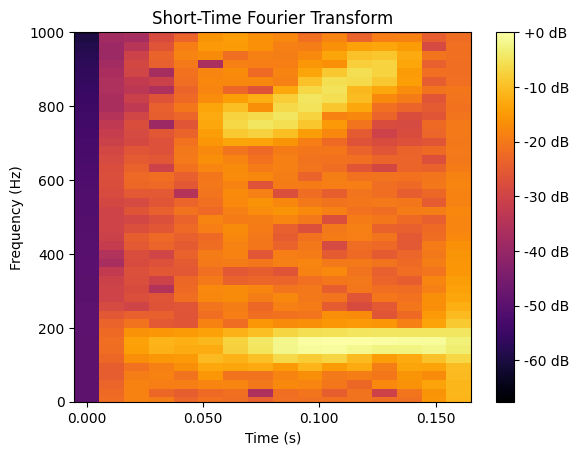 Short-Time Fourier Transform
1000
800
600
400
200
0
Frequency (Hz)
0.000
0.050
0.100
0.150
Time (s)
+0 dB
-10 dB
-20 dB
-30 dB
-40 dB
-50 dB
-60 dB